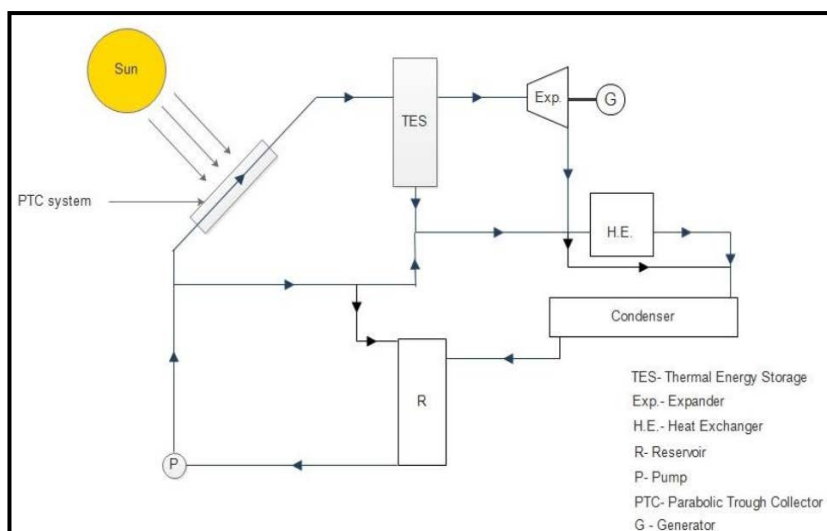 Sun
TES
Exp.
G
PTC system
H.E.
Condenser
R
P
TES- Thermal Energy Storage
Exp.- Expander
H.E.- Heat Exchanger
R- Reservoir
P- Pump
PTC- Parabolic Trough Collector
G - Generator